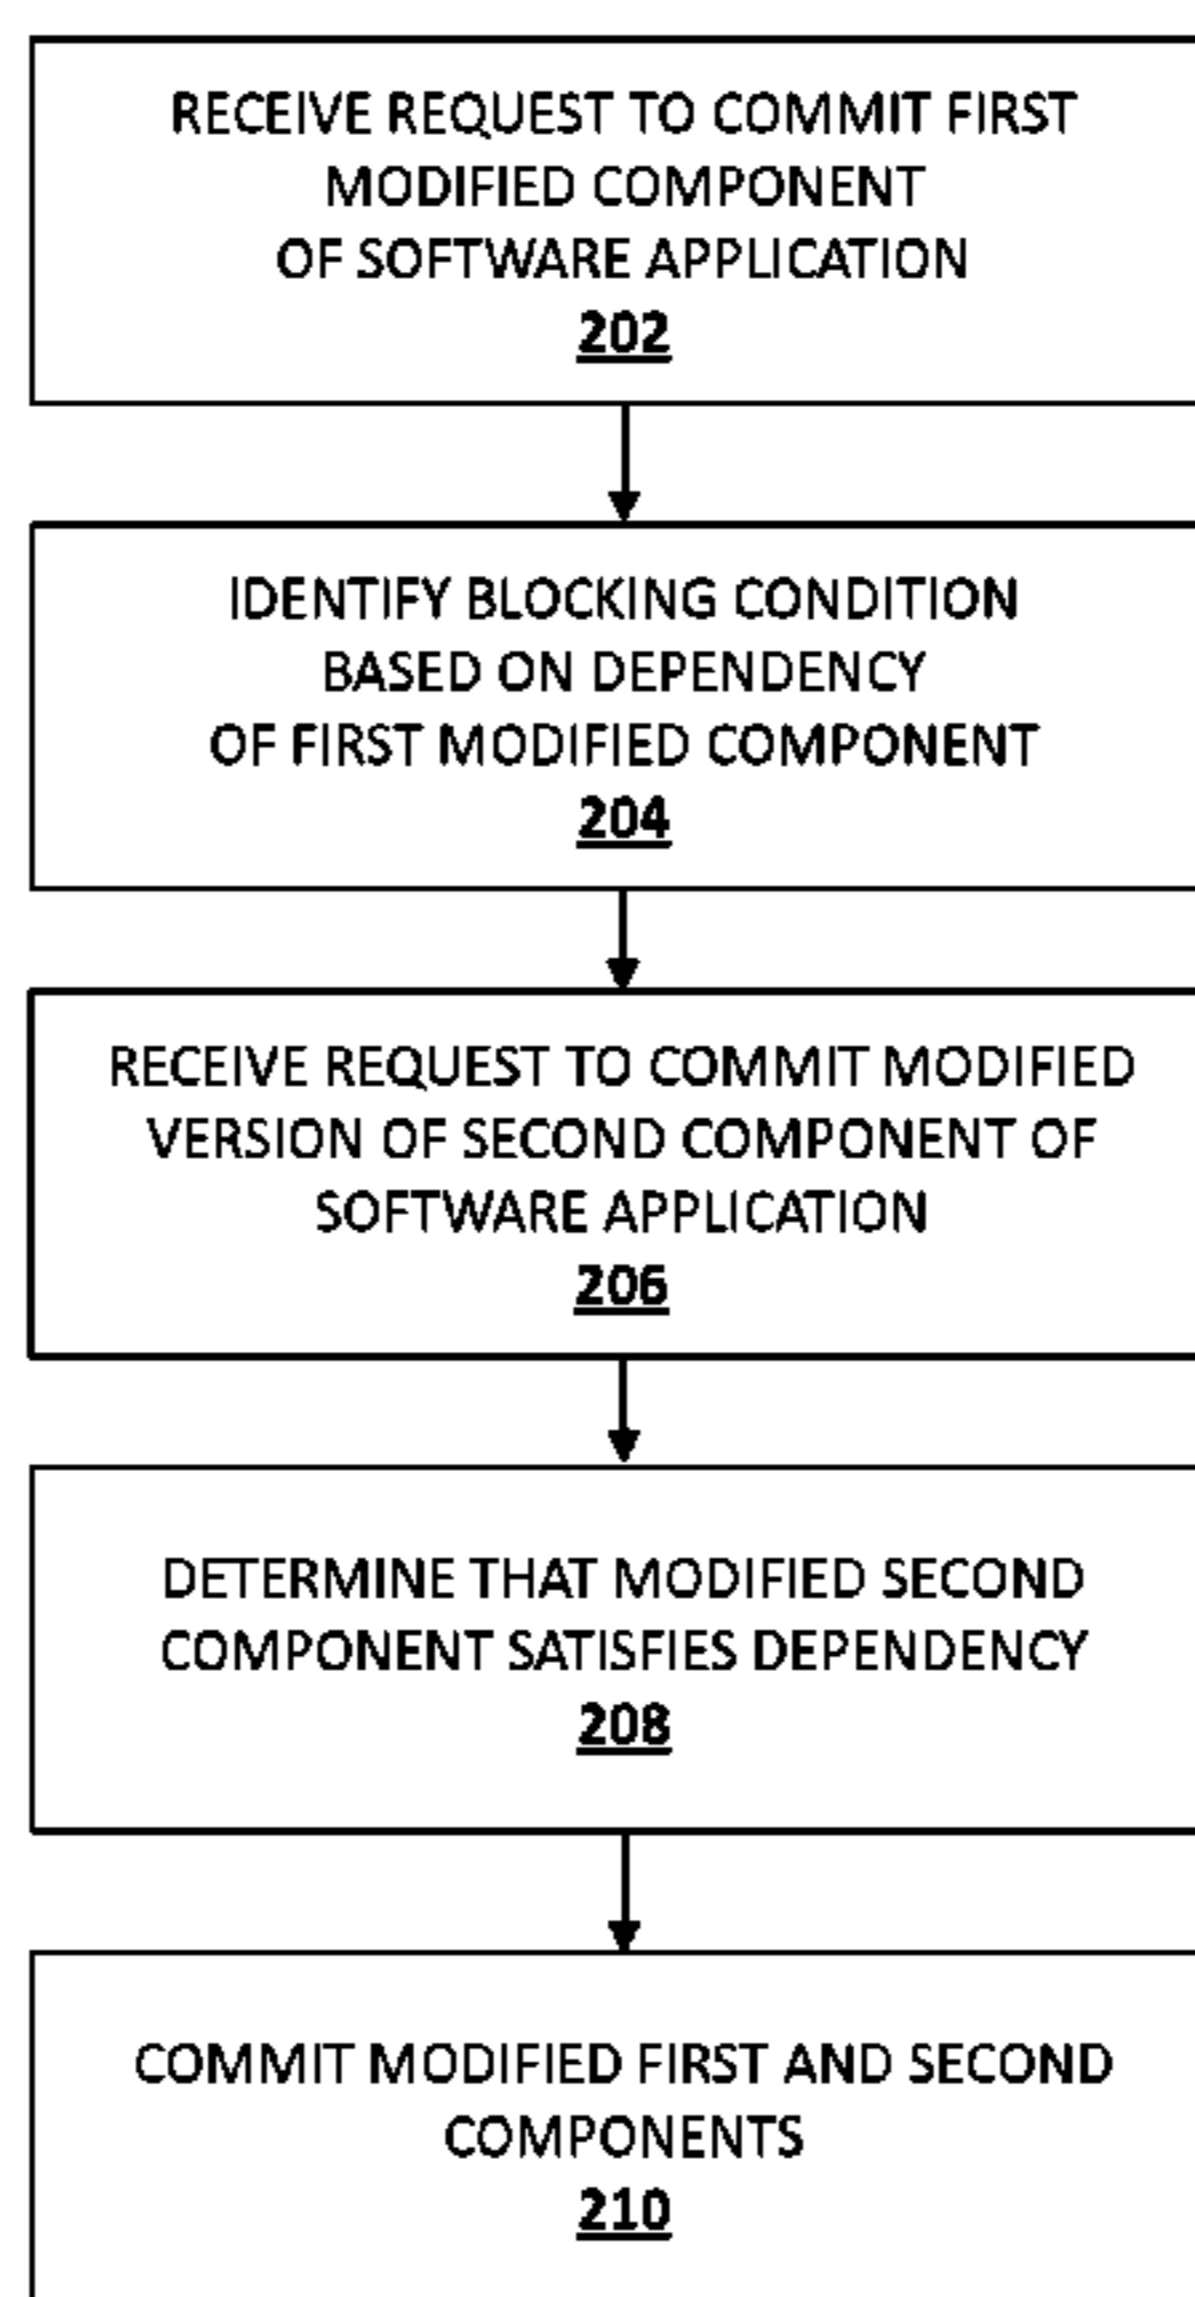 RECEIVE REQUEST TO COMMIT FIRST
MODIFIED COMPONENT
OF SOFTWARE APPLICATION
202
IDENTIFY BLOCKING CONDITION
BASED ON DEPENDENCY
OF FIRST MODIFIED COMPONENT
204
RECEIVE REQUEST TO COMMIT MODIFIED
VERSION OF SECOND COMPONENT OF
SOFTWARE APPLICATION
206
DETERMINE THAT MODIFIED SECOND
COMPONENT SATISFIES DEPENDENCY
208
COMMIT MODIFIED FIRST AND SECOND
COMPONENTS
210